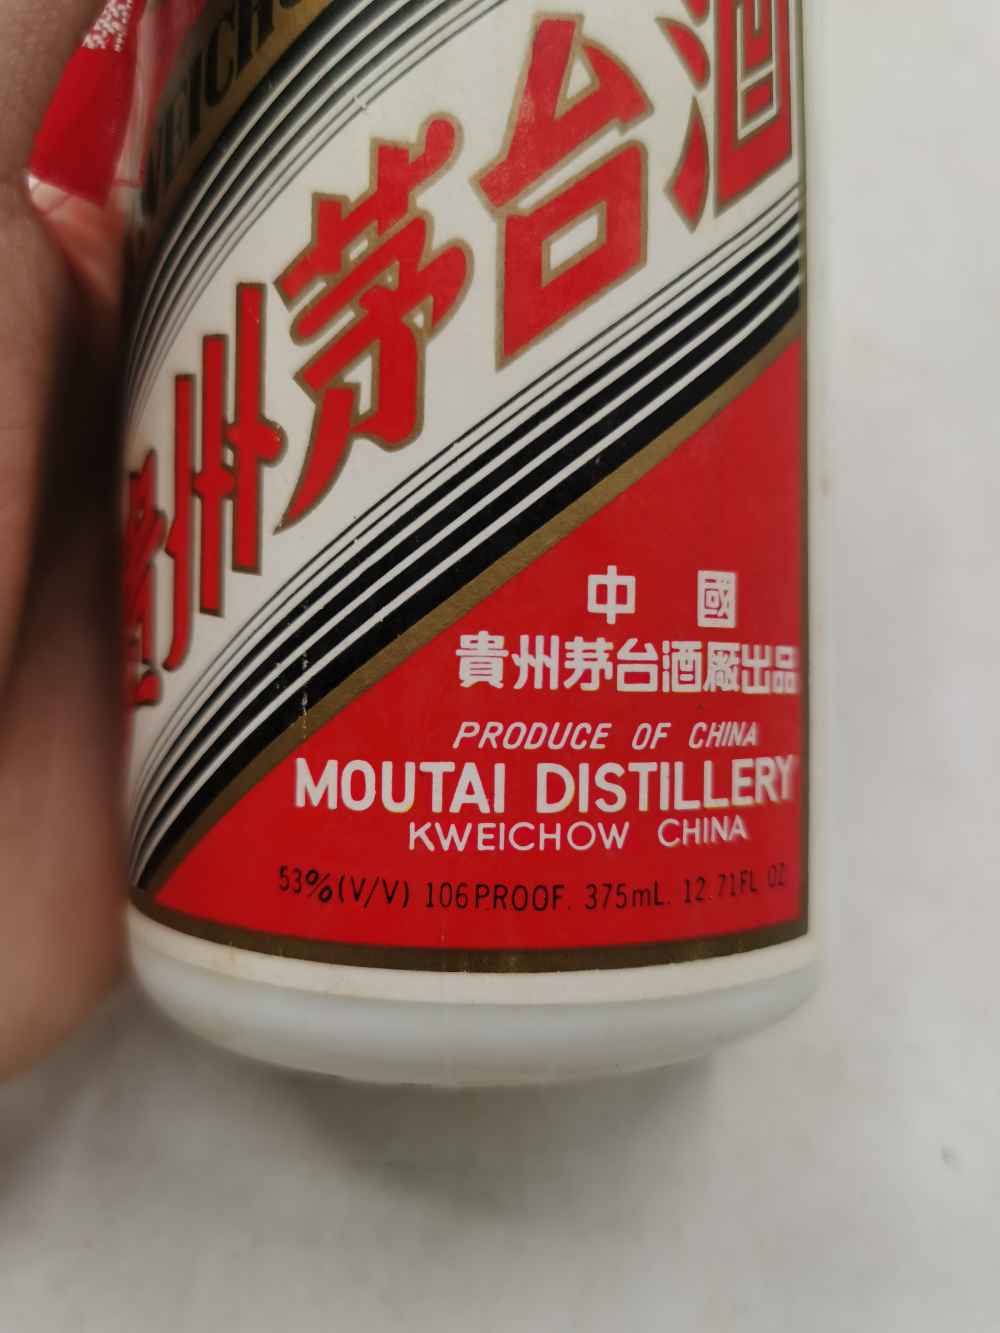 貴州茅台酒
中國
貴州茅台酒廠出品
PRODUCE OF CHINA
MOUTAI DISTILLERY
KWEICHOW CHINA
53%(V/V) 106PROOF. 375mL. 12.71FL OZ